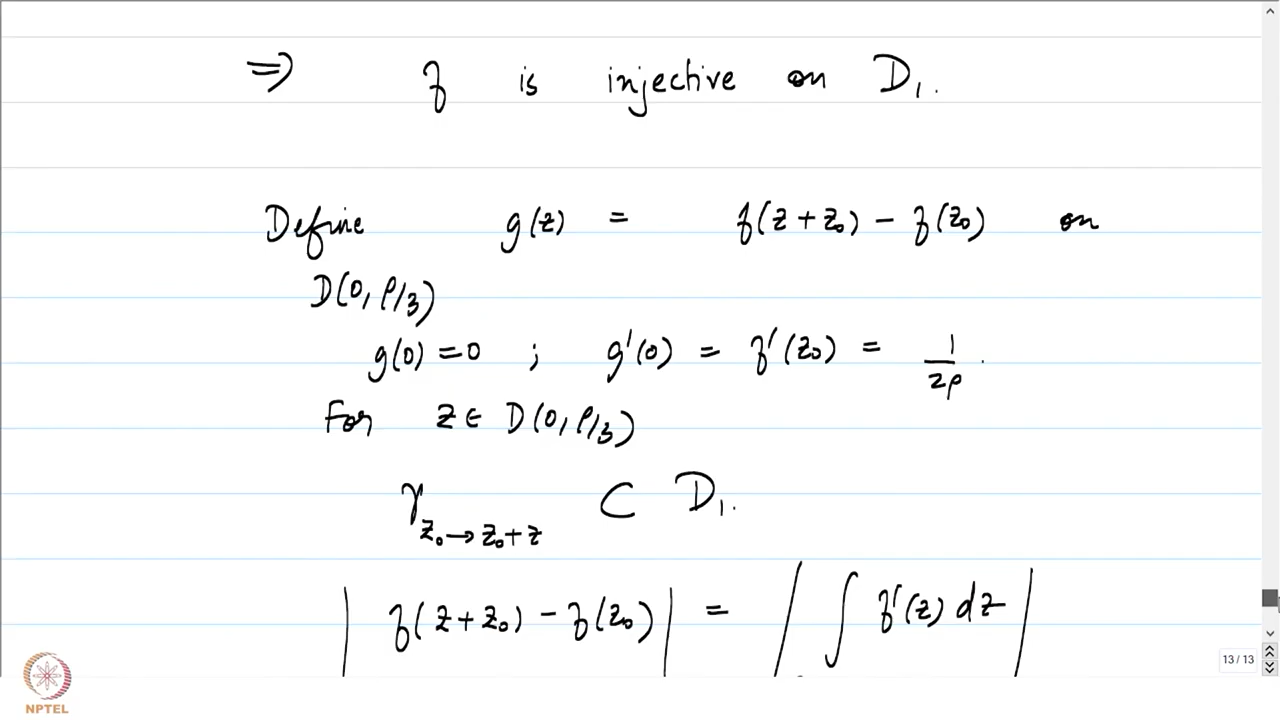 ⇒ f is injective on D₁.
Define g(z) = f(z + z₀) − f(z₀) on
D(0, ρ/3)
g(0) = 0 ; g'(0) = f'(z₀) = 1/2ρ.
For z ∈ D(0, ρ/3)
γ_{z₀→z₀+z} ⊂ D₁.
| f(z + z₀) − f(z₀) | = | ∫ f'(z) dz |
13 / 13
NPTEL